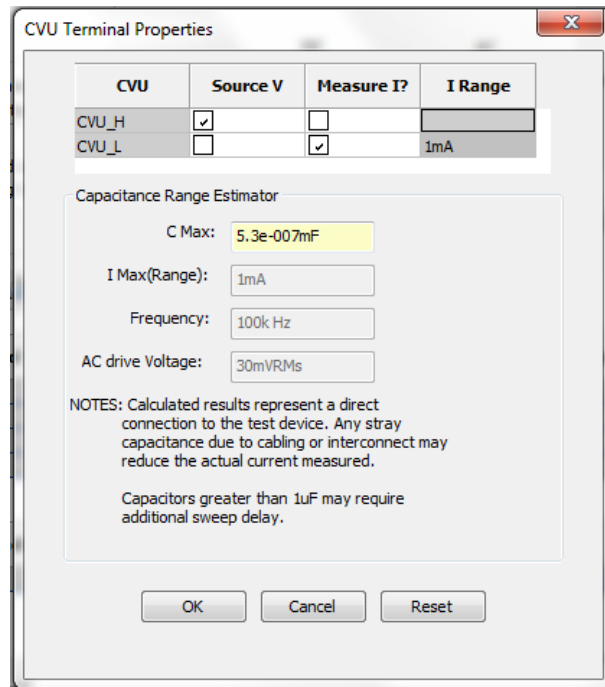 CVU Terminal Properties
CVU Source V Measure I? I Range
CVU_H
CVU_L 1mA
Capacitance Range Estimator
C Max: 5.3e-007mF
I Max(Range): 1mA
Frequency: 100k Hz
AC drive Voltage: 30mVRMs
NOTES: Calculated results represent a direct
connection to the test device. Any stray
capacitance due to cabling or interconnect may
reduce the actual current measured.
Capacitors greater than 1uF may require
additional sweep delay.
OK Cancel Reset